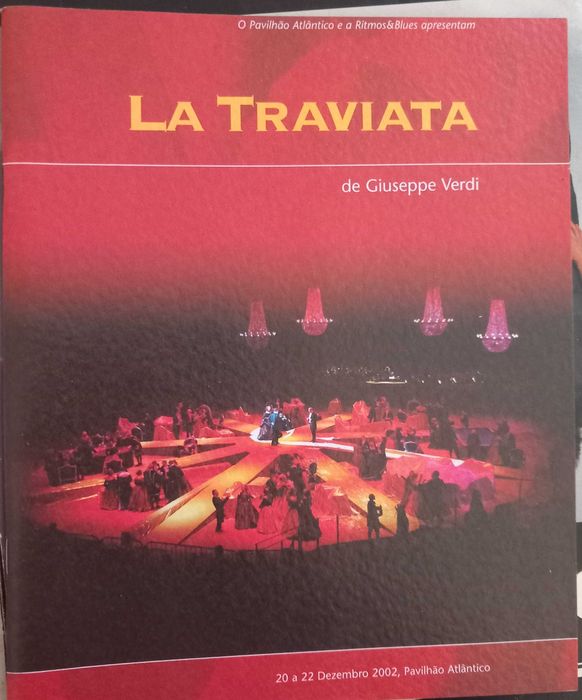 O Pavilhão Atlântico e a Ritmos&Blues apresentam
LA TRAVIATA
de Giuseppe Verdi
20 a 22 Dezembro 2002, Pavilhão Atlântico